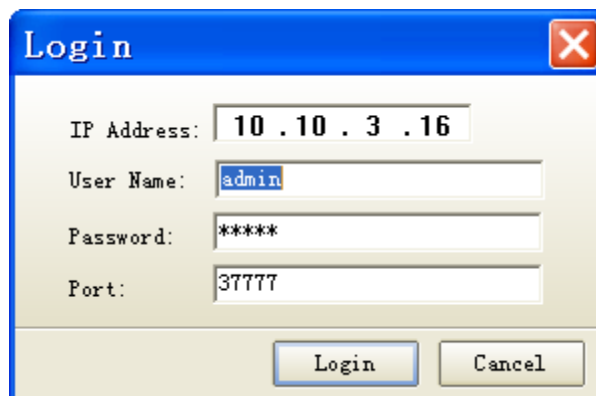 Login
IP Address: 10 .10 . 3 .16
User Name: admin
Password: *****
Port: 37777
Login Cancel